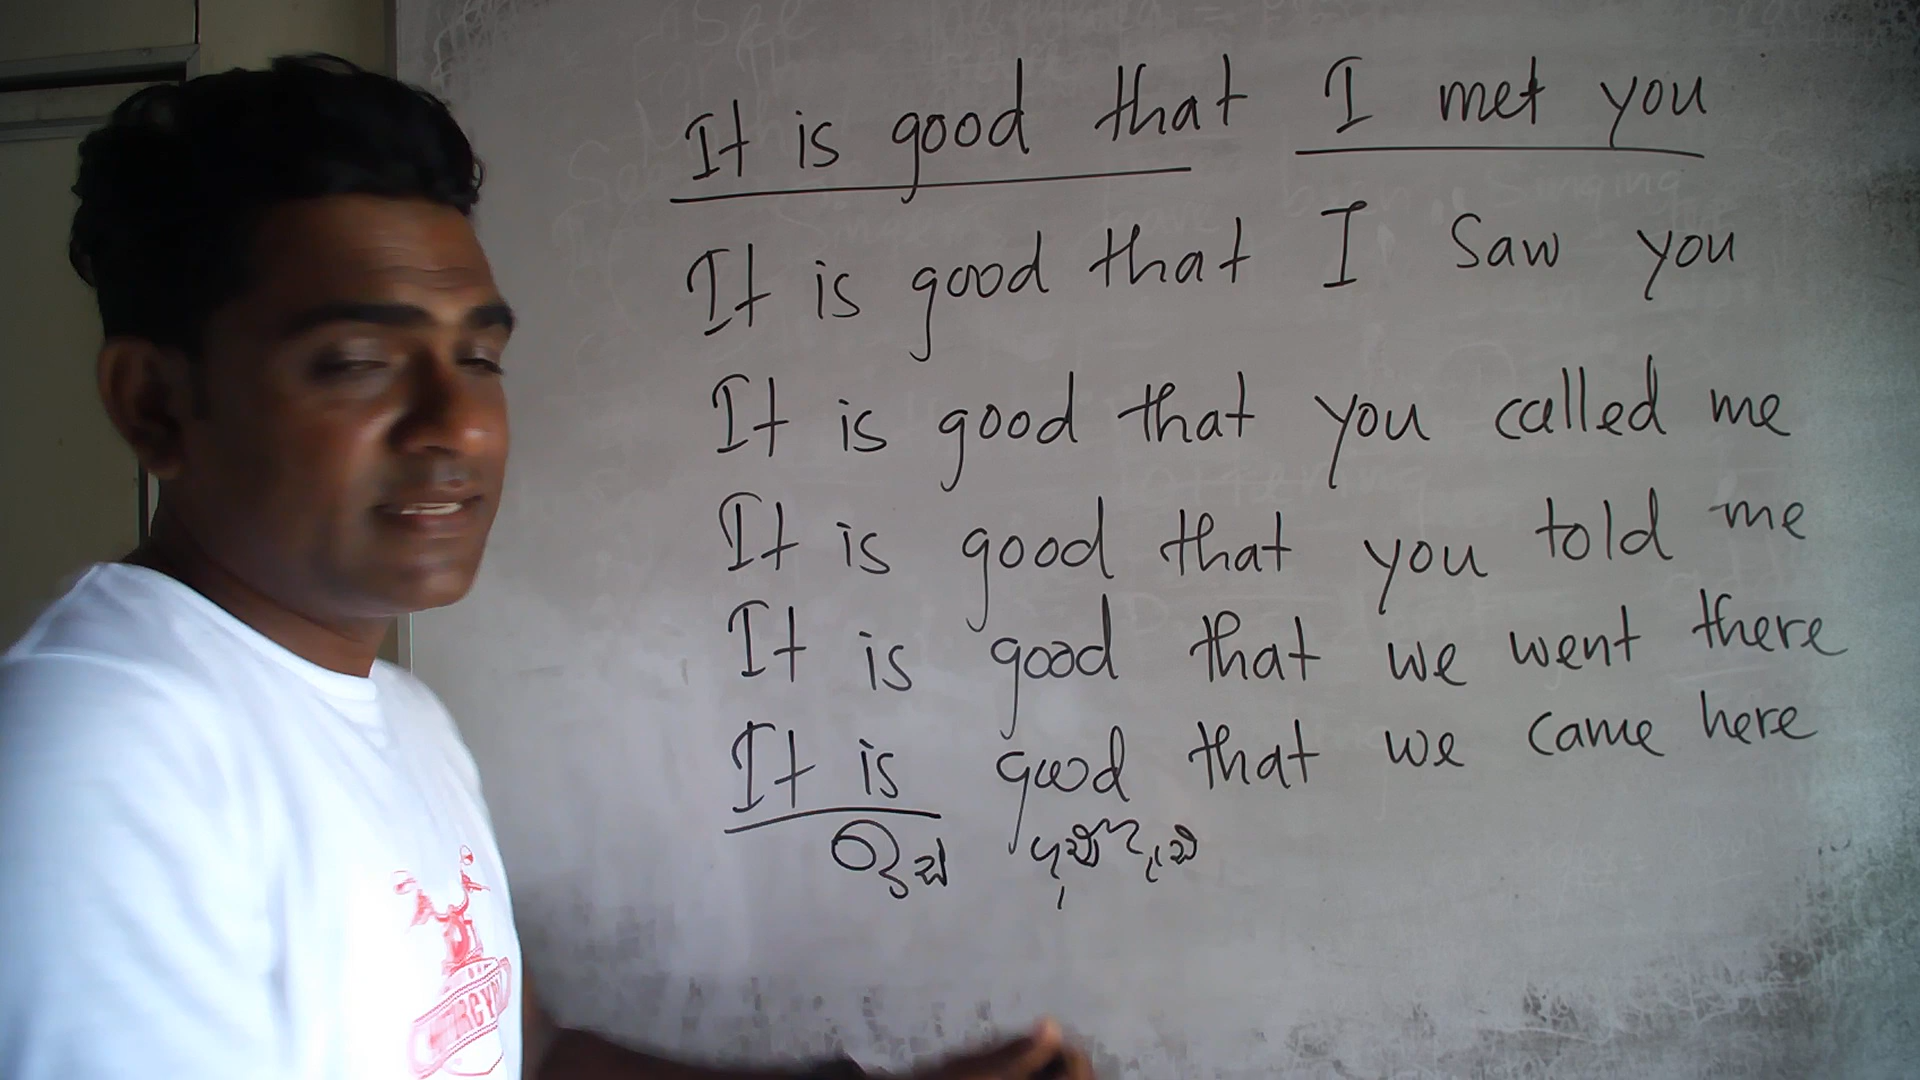 It is good that I met you
It is good that I saw you
It is good that you called me
It is good that you told me
It is good that we went there
It is good that we came here